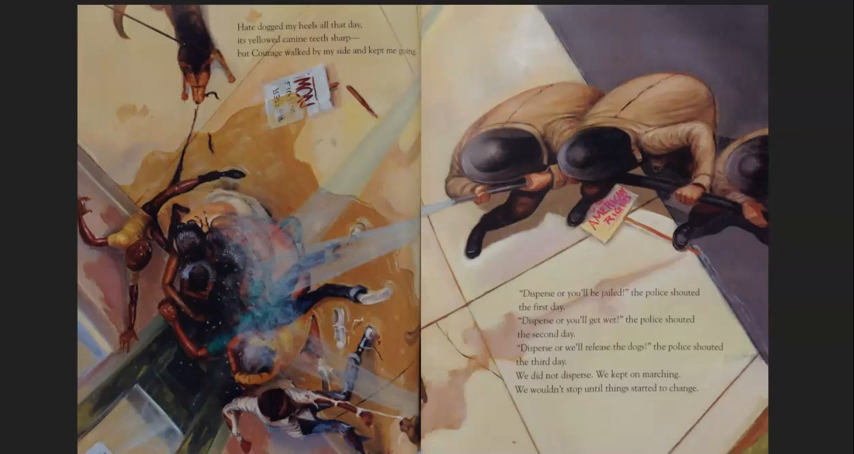 Hate dogged my heels all that day,
its yellowed canine teeth sharp—
but Courage walked by my side and kept me going
NOW
AMERICAN
RIGHTS
"Disperse or you'll be jailed!" the police shouted
the first day.
"Disperse or you'll get wet!" the police shouted
the second day.
"Disperse or we'll release the dogs!" the police shouted
the third day.
We did not disperse. We kept on marching.
We wouldn't stop until things started to change.